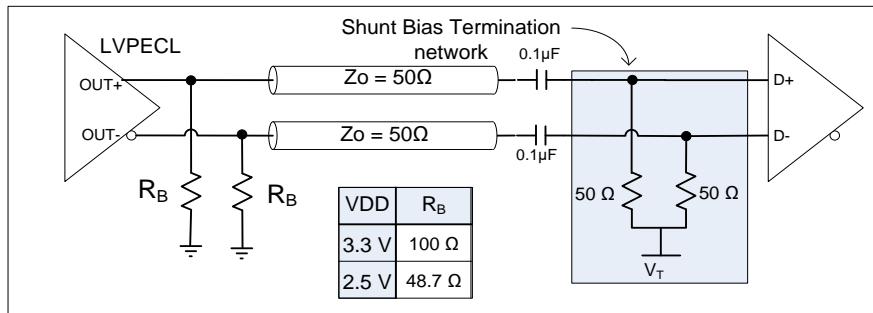 Shunt Bias Termination
network
LVPECL
0.1µF
OUT+
Zo = 50Ω
D+
OUT-
Zo = 50Ω
D-
0.1µF
R_B
R_B
50 Ω
50 Ω
VDD
R_B
3.3 V
100 Ω
2.5 V
48.7 Ω
V_T